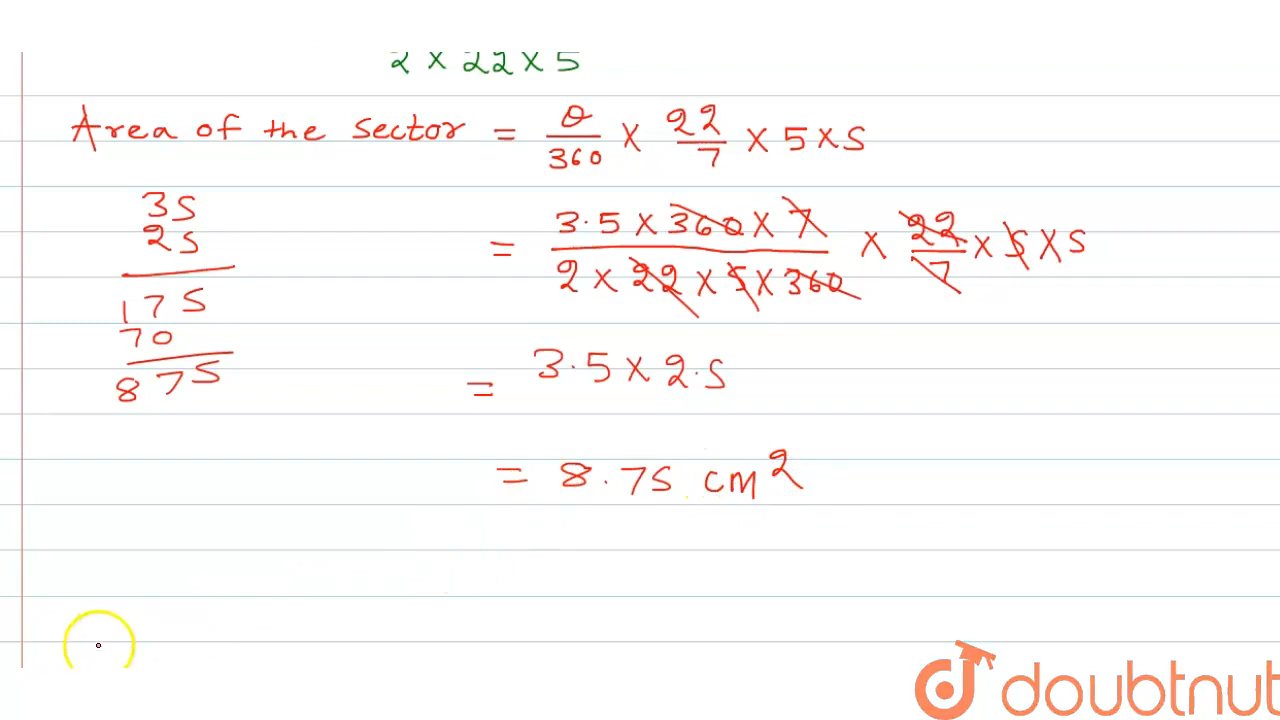 2 × 22 × 5
Area of the sector = θ/360 × 22/7 × 5 × 5
= 3.5 × 360 × 7 / 2 × 22 × 5 × 360 × 22/7 × 5 × 5
= 3.5 × 2.5
= 8.75 cm²
35
25
175
70
875
doubtnut